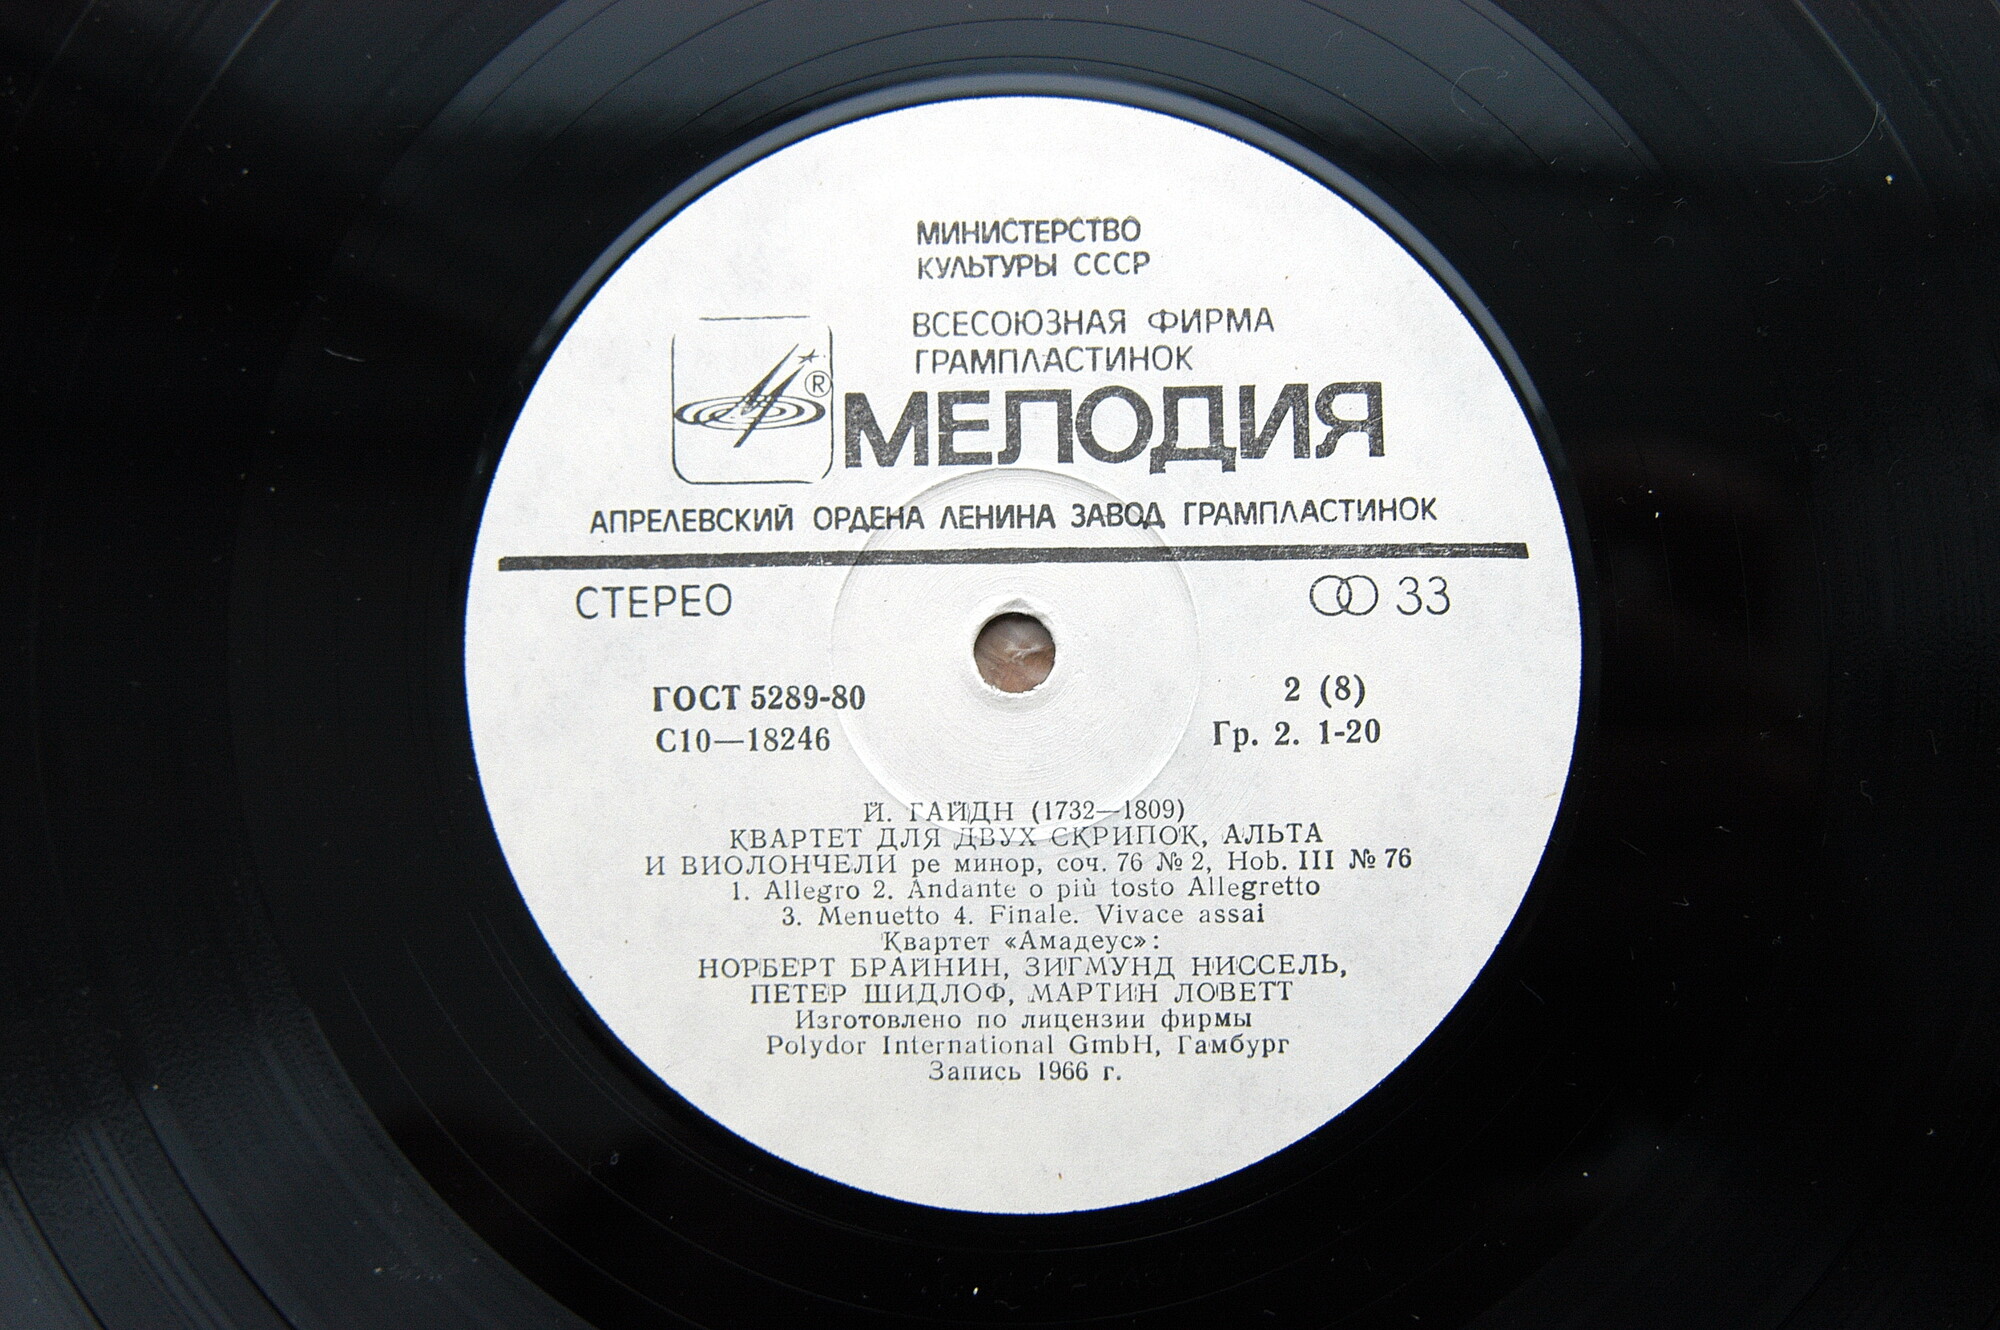 МИНИСТЕРСТВО
КУЛЬТУРЫ СССР
ВСЕСОЮЗНАЯ ФИРМА
ГРАМПЛАСТИНОК
® МЕЛОДИЯ
АПРЕЛЕВСКИЙ ОРДЕНА ЛЕНИНА ЗАВОД ГРАМПЛАСТИНОК
СТЕРЕО 33
ГОСТ 5289-80 2 (8)
С10—18246 Гр. 2. 1-20
Й. ГАЙДН (1732—1809)
КВАРТЕТ ДЛЯ ДВУХ СКРИПОК, АЛЬТА
И ВИОЛОНЧЕЛИ ре минор, соч. 76 № 2, Hob. III № 76
1. Allegro 2. Andante o più tosto Allegretto
3. Menuetto 4. Finale. Vivace assai
Квартет «Амадеус»:
НОРБЕРТ БРАЙНИН, ЗИГМУНД НИССЕЛЬ,
ПЕТЕР ШИДЛОФ, МАРТИН ЛОВЕТТ
Изготовлено по лицензии фирмы
Polydor International GmbH, Гамбург
Запись 1966 г.